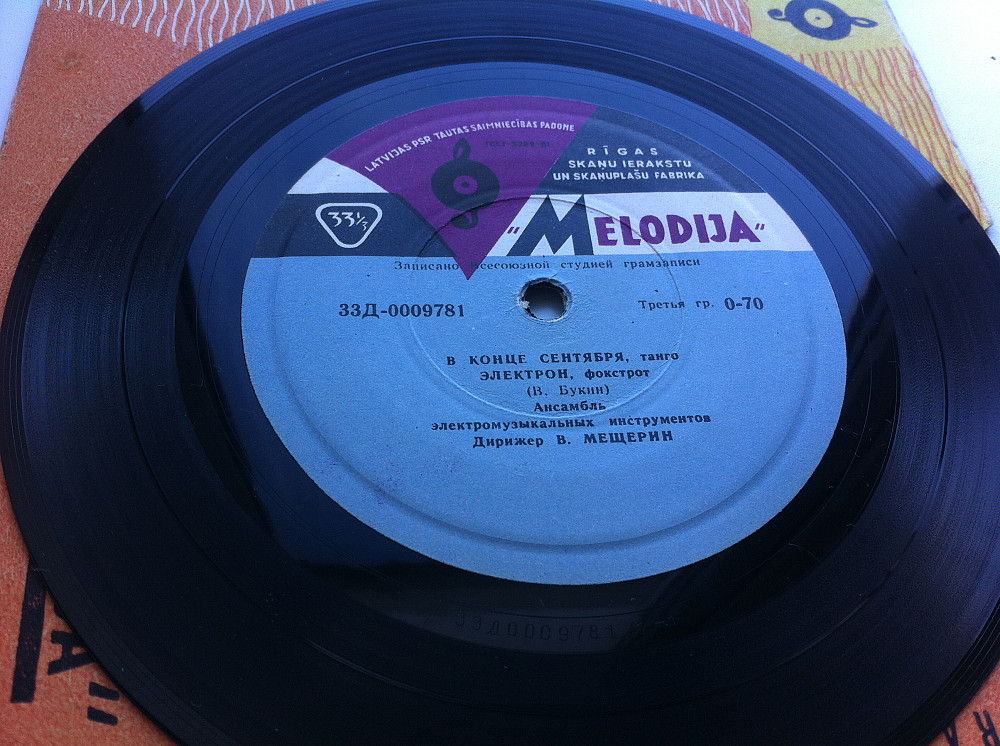 LATVIJAS PSR TAUTAS SAIMNIECĪBAS PADOME
RĪGAS
SKAŅU IERAKSTU
UN SKAŅUPLAŠU FABRIKA
33⅓
"MELODIJA"
Записано Всесоюзной студией грамзаписи
33Д-0009781
Третья гр. 0-70
В КОНЦЕ СЕНТЯБРЯ, танго
ЭЛЕКТРОН, фокстрот
(В. Букин)
Ансамбль
электромузыкальных инструментов
Дирижер В. МЕЩЕРИН
33Д0009781